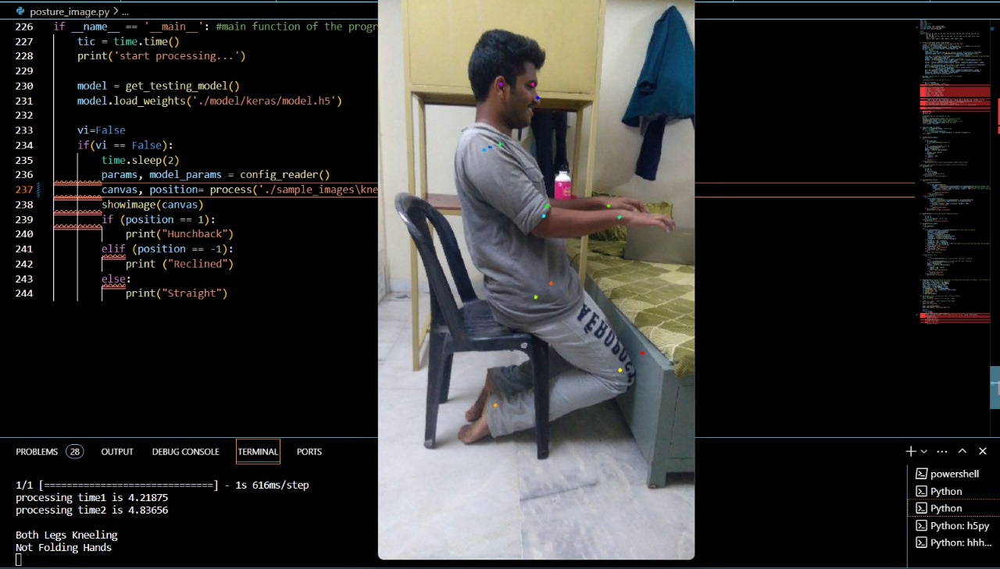 posture_image.py > ...
226 if __name__ == '__main__': #main function of the progr
227 tic = time.time()
228 print('start processing...')
229
230 model = get_testing_model()
231 model.load_weights('./model/keras/model.h5')
232
233 vi=False
234 if(vi == False):
235 time.sleep(2)
236 params, model_params = config_reader()
237 canvas, position= process('./sample_images\kne
238 showimage(canvas)
239 if (position == 1):
240 print("Hunchback")
241 elif (position == -1):
242 print ("Reclined")
243 else:
244 print("Straight")
AEROPOST
PROBLEMS 28 OUTPUT DEBUG CONSOLE TERMINAL PORTS
1/1 [==============================] - 1s 616ms/step
processing time1 is 4.21875
processing time2 is 4.83656
Both Legs Kneeling
Not Folding Hands
powershell
Python
Python
Python: h5py
Python: hhh...